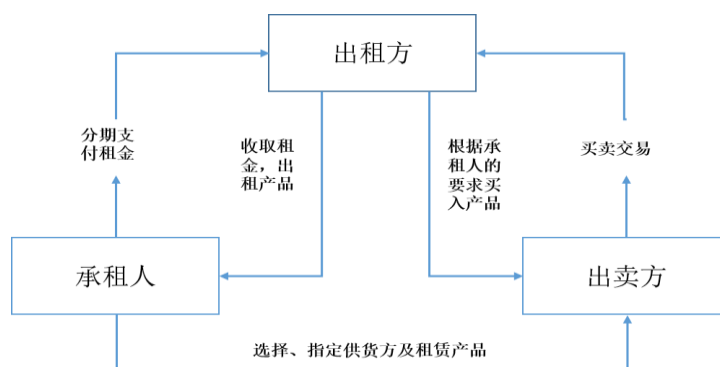 出租方
分期支
付租金
收取租
金，出
租产品
根据承
租人的
要求买
入产品
买卖交易
承租人
出卖方
选择、指定供货方及租赁产品